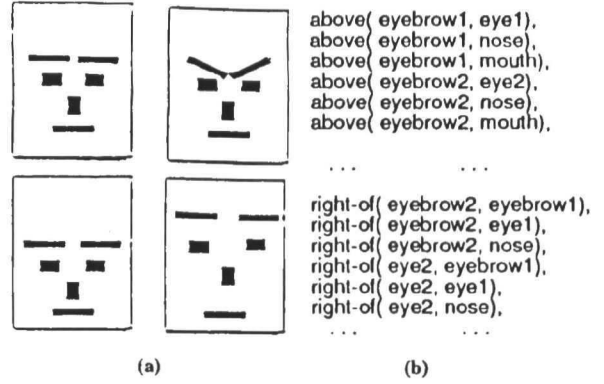 above( eyebrow1, eye1),
above( eyebrow1, nose),
above( eyebrow1, mouth),
above( eyebrow2, eye2),
above( eyebrow2, nose),
above( eyebrow2, mouth),
... ...
right-of( eyebrow2, eyebrow1),
right-of( eyebrow2, eye1),
right-of( eyebrow2, nose),
right-of( eye2, eyebrow1),
right-of( eye2, eye1),
right-of( eye2, nose),
... ...
(a) (b)